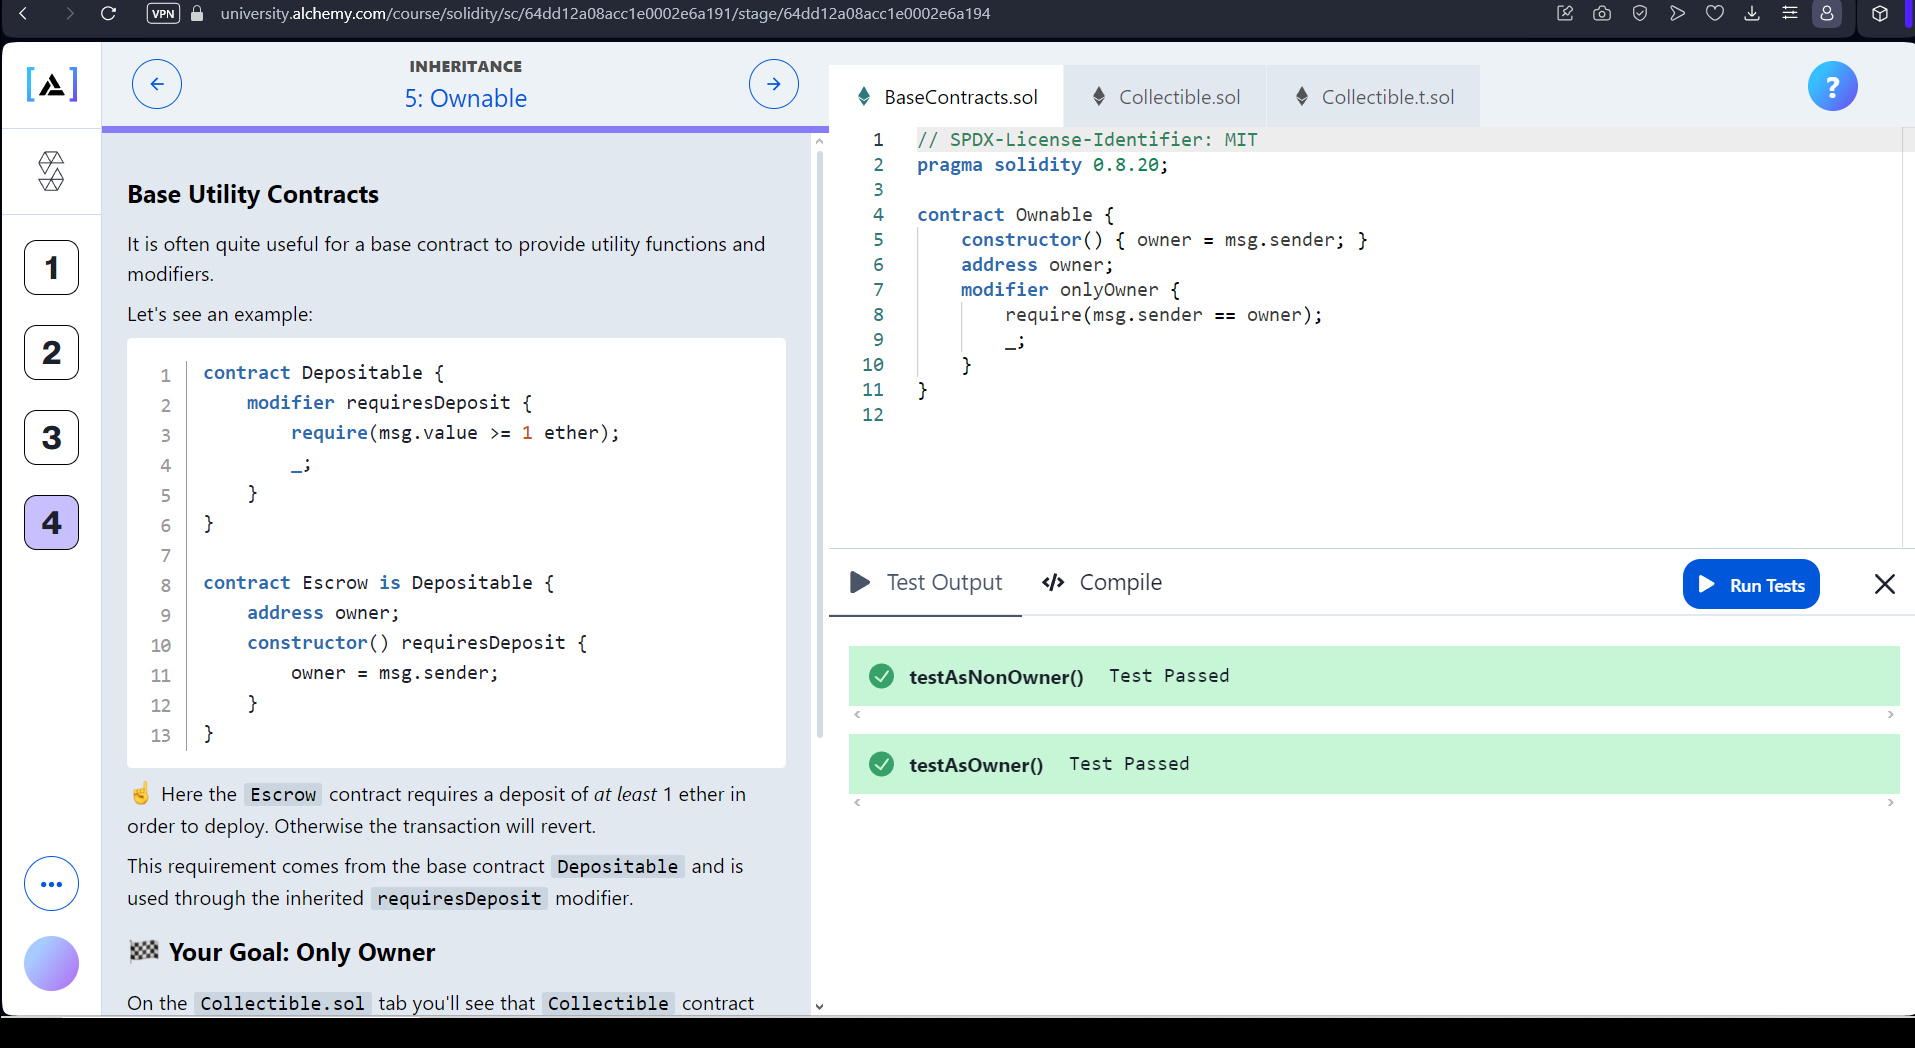 VPN university.alchemy.com/course/solidity/sc/64dd12a08acc1e0002e6a191/stage/64dd12a08acc1e0002e6a194
INHERITANCE
5: Ownable
1
2
3
4
Base Utility Contracts
It is often quite useful for a base contract to provide utility functions and
modifiers.
Let's see an example:
1 contract Depositable {
2 modifier requiresDeposit {
3 require(msg.value >= 1 ether);
4 _;
5 }
6 }
7
8 contract Escrow is Depositable {
9 address owner;
10 constructor() requiresDeposit {
11 owner = msg.sender;
12 }
13 }
☝️ Here the Escrow contract requires a deposit of at least 1 ether in
order to deploy. Otherwise the transaction will revert.
This requirement comes from the base contract Depositable and is
used through the inherited requiresDeposit modifier.
🏁 Your Goal: Only Owner
On the Collectible.sol tab you'll see that Collectible contract
BaseContracts.sol
Collectible.sol
Collectible.t.sol
?
1 // SPDX-License-Identifier: MIT
2 pragma solidity 0.8.20;
3
4 contract Ownable {
5 constructor() { owner = msg.sender; }
6 address owner;
7 modifier onlyOwner {
8 require(msg.sender == owner);
9 _;
10 }
11 }
12
Test Output
Compile
Run Tests
testAsNonOwner() Test Passed
testAsOwner() Test Passed